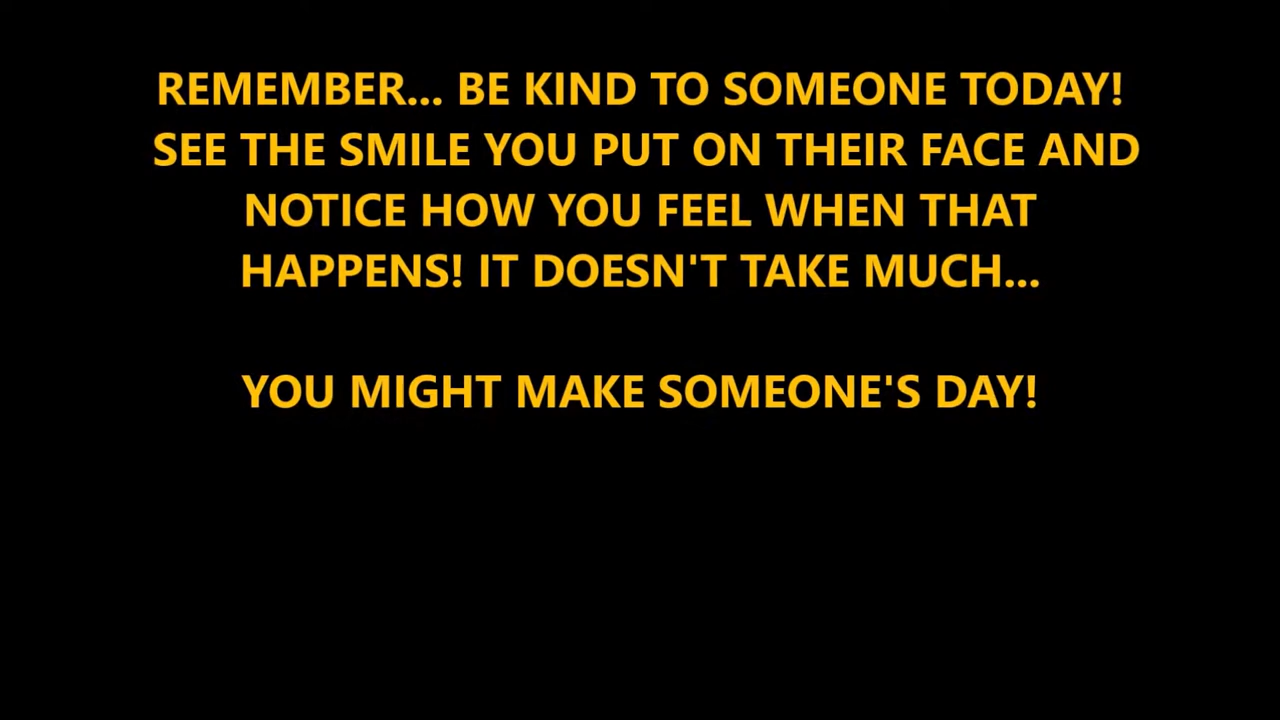 REMEMBER... BE KIND TO SOMEONE TODAY!
SEE THE SMILE YOU PUT ON THEIR FACE AND
NOTICE HOW YOU FEEL WHEN THAT
HAPPENS! IT DOESN'T TAKE MUCH...
YOU MIGHT MAKE SOMEONE'S DAY!